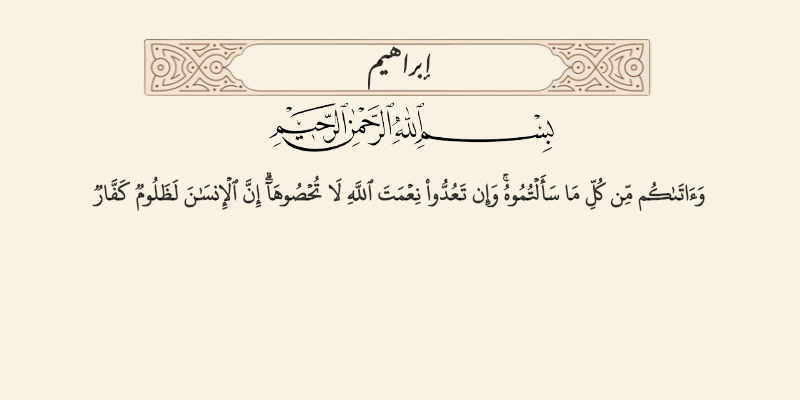 إبراهيم
بِسْمِ ٱللَّهِ ٱلرَّحْمَٰنِ ٱلرَّحِيمِ
وَءَاتَىٰكُم مِّن كُلِّ مَا سَأَلْتُمُوهُ ۚ وَإِن تَعُدُّوا۟ نِعْمَتَ ٱللَّهِ لَا تُحْصُوهَآ ۗ إِنَّ ٱلْإِنسَـٰنَ لَظَلُومٌ كَفَّارٌ